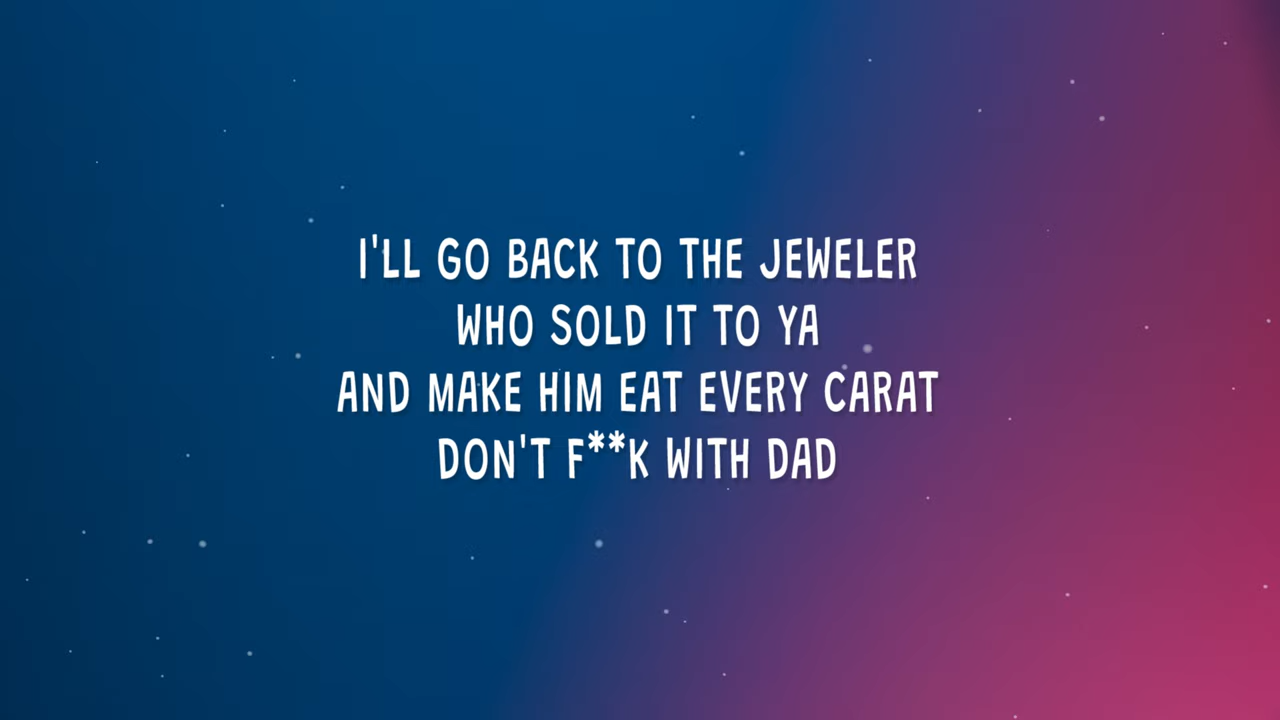 I'LL GO BACK TO THE JEWELER
WHO SOLD IT TO YA
AND MAKE HIM EAT EVERY CARAT
DON'T F**K WITH DAD